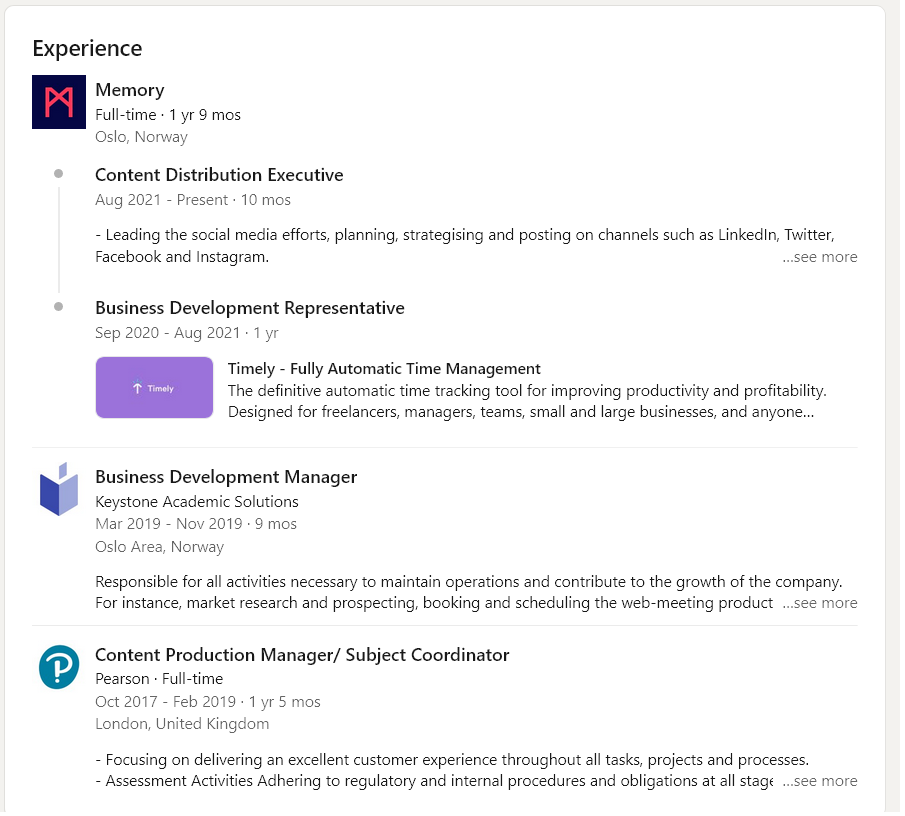 Experience
Memory
Full-time · 1 yr 9 mos
Oslo, Norway
Content Distribution Executive
Aug 2021 - Present · 10 mos
- Leading the social media efforts, planning, strategising and posting on channels such as LinkedIn, Twitter,
Facebook and Instagram. ...see more
Business Development Representative
Sep 2020 - Aug 2021 · 1 yr
Timely
Timely - Fully Automatic Time Management
The definitive automatic time tracking tool for improving productivity and profitability.
Designed for freelancers, managers, teams, small and large businesses, and anyone...
Business Development Manager
Keystone Academic Solutions
Mar 2019 - Nov 2019 · 9 mos
Oslo Area, Norway
Responsible for all activities necessary to maintain operations and contribute to the growth of the company.
For instance, market research and prospecting, booking and scheduling the web-meeting product ...see more
Content Production Manager/ Subject Coordinator
Pearson · Full-time
Oct 2017 - Feb 2019 · 1 yr 5 mos
London, United Kingdom
- Focusing on delivering an excellent customer experience throughout all tasks, projects and processes.
- Assessment Activities Adhering to regulatory and internal procedures and obligations at all stage ...see more